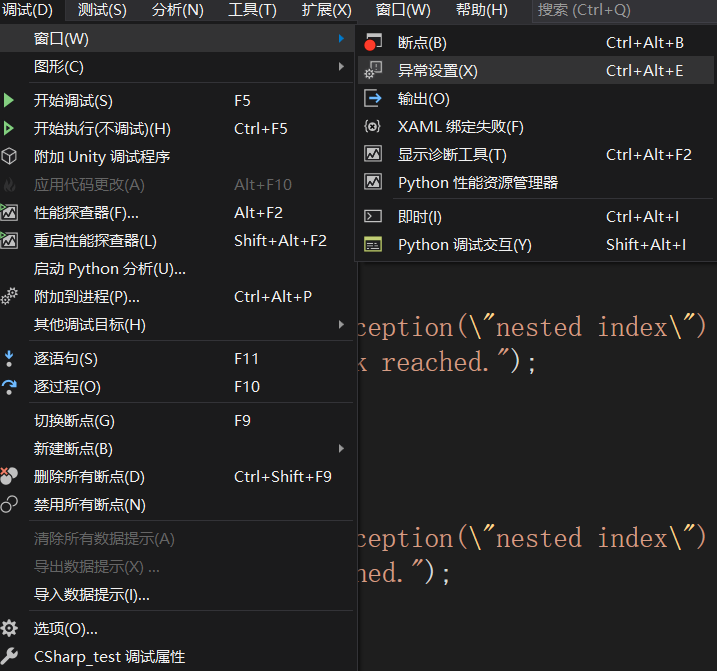 调试(D) 测试(S) 分析(N) 工具(T) 扩展(X) 窗口(W) 帮助(H) 搜索 (Ctrl+Q)
窗口(W)
图形(C)
开始调试(S) F5
开始执行(不调试)(H) Ctrl+F5
附加 Unity 调试程序
应用代码更改(A) Alt+F10
性能探查器(F)... Alt+F2
重启性能探查器(L) Shift+Alt+F2
启动 Python 分析(U)...
附加到进程(P)... Ctrl+Alt+P
其他调试目标(H)
逐语句(S) F11
逐过程(O) F10
切换断点(G) F9
新建断点(B)
删除所有断点(D) Ctrl+Shift+F9
禁用所有断点(N)
清除所有数据提示(A)
导出数据提示(X) ...
导入数据提示(I)...
选项(O)...
CSharp_test 调试属性
断点(B) Ctrl+Alt+B
异常设置(X) Ctrl+Alt+E
输出(O)
XAML 绑定失败(F)
显示诊断工具(T) Ctrl+Alt+F2
Python 性能资源管理器
即时(I) Ctrl+Alt+I
Python 调试交互(Y) Shift+Alt+I
ception(\"nested index\")
k reached.");
ception(\"nested index\")
hed.");